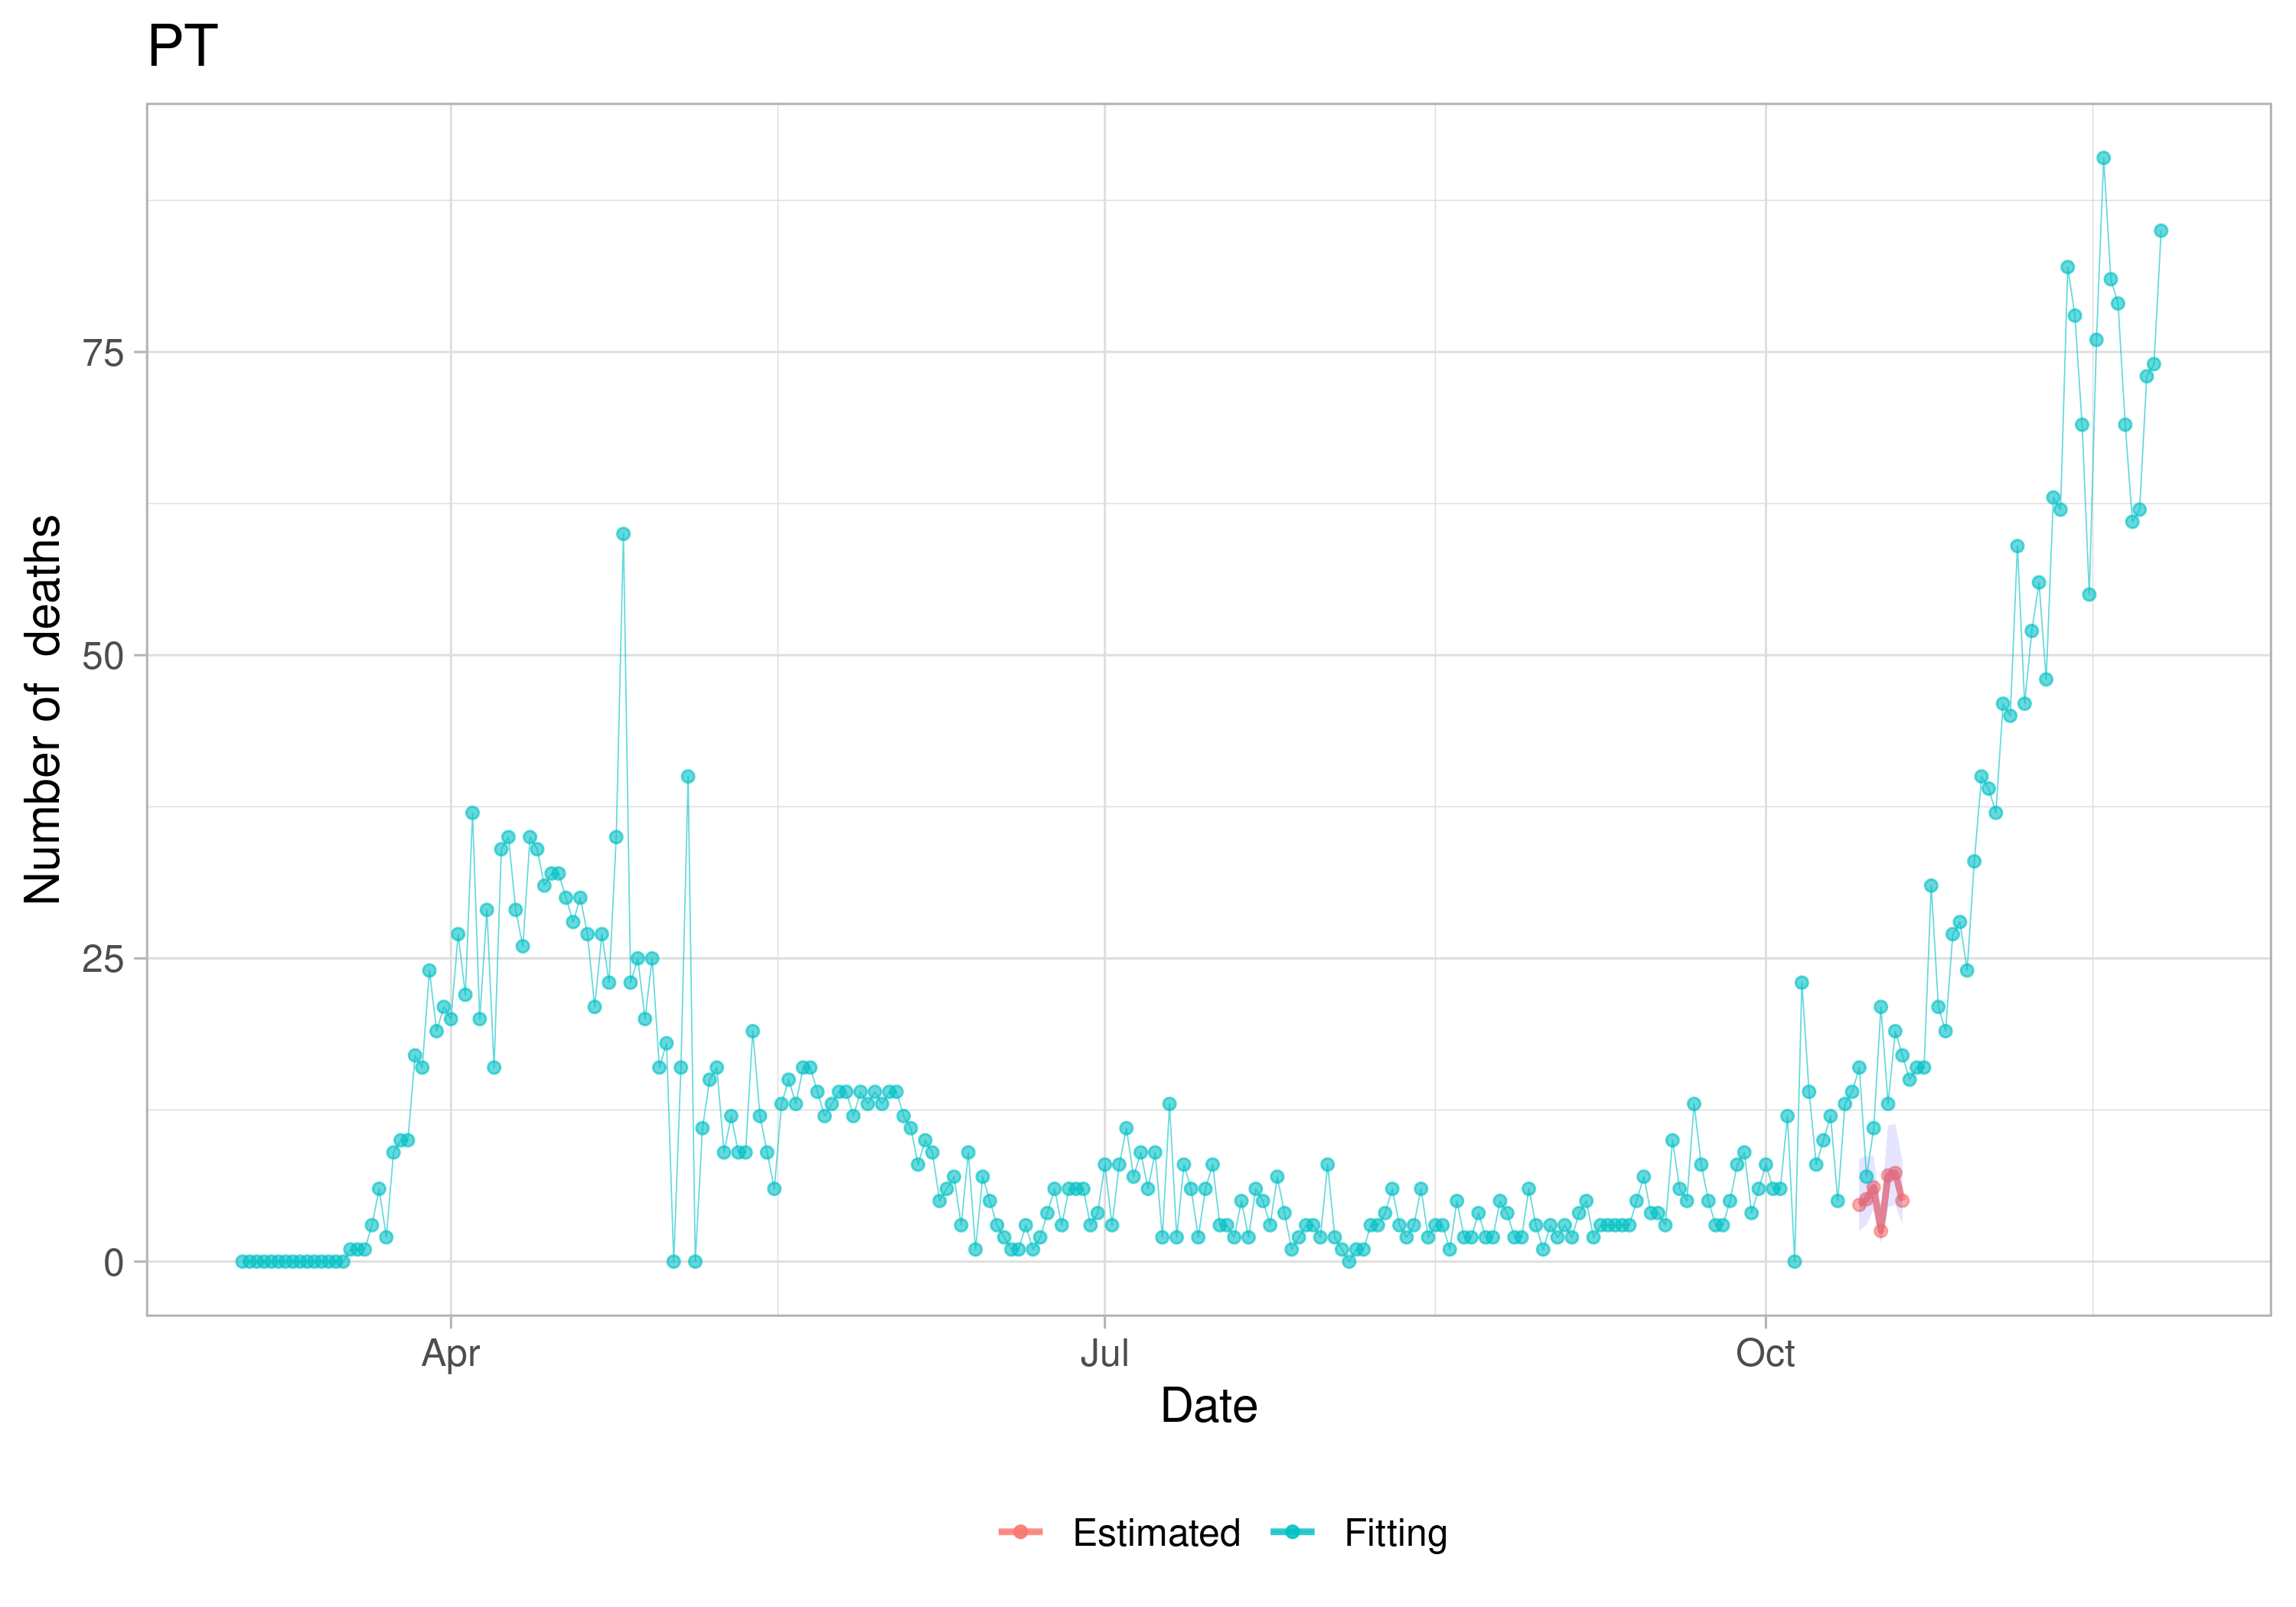 PT
Number of  deaths
75
50
25
0
Apr Jul Oct
Date
Estimated Fitting